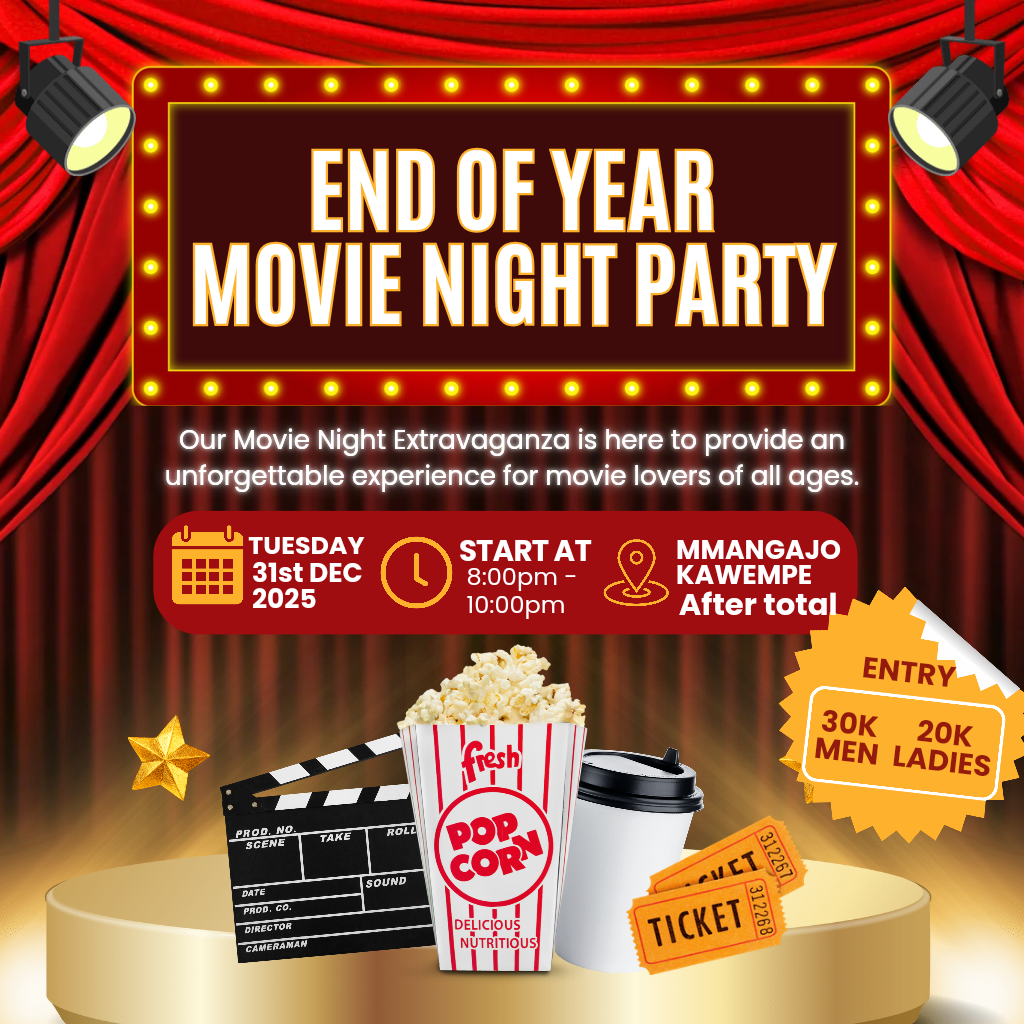 END OF YEAR
MOVIE NIGHT PARTY
Our Movie Night Extravaganza is here to provide an
unforgettable experience for movie lovers of all ages.
TUESDAY
31st DEC
2025
START AT
8:00pm -
10:00pm
MMANGAJO
KAWEMPE
After total
ENTRY
30K
MEN
20K
LADIES
fresh
POP
CORN
DELICIOUS
NUTRITIOUS
PROD. NO.
SCENE
TAKE
ROLL
DATE
SOUND
PROD. CO.
DIRECTOR
CAMERAMAN
TICKET
312267
TICKET
312268